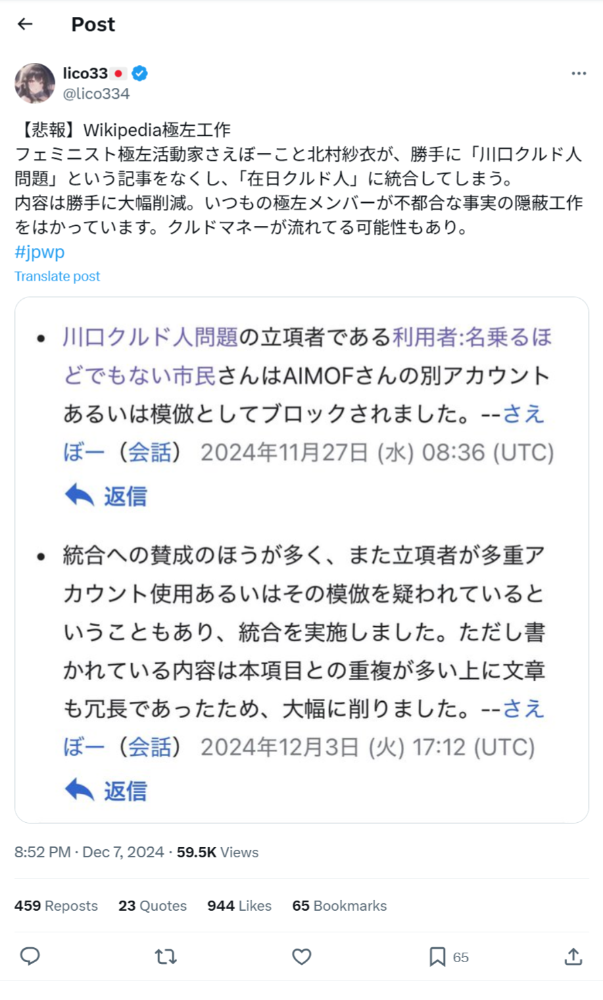 Post
lico33🇯🇵
@lico334
【悲報】Wikipedia極左工作
フェミニスト極左活動家さえぼーこと北村紗衣が、勝手に「川口クルド人
問題」という記事をなくし、「在日クルド人」に統合してしまう。
内容は勝手に大幅削減。いつもの極左メンバーが不都合な事実の隠蔽工作
をはかっています。クルドマネーが流れてる可能性もあり。
#jpwp
Translate post
• 川口クルド人問題の立項者である利用者:名乗るほ
どでもない市民さんはAIMOFさんの別アカウント
あるいは模倣としてブロックされました。--さえ
ぼー（会話） 2024年11月27日 (水) 08:36 (UTC)
返信
• 統合への賛成のほうが多く、また立項者が多重ア
カウント使用あるいはその模倣を疑われていると
いうこともあり、統合を実施しました。ただし書
かれている内容は本項目との重複が多い上に文章
も冗長であったため、大幅に削りました。--さえ
ぼー（会話） 2024年12月3日 (火) 17:12 (UTC)
返信
8:52 PM · Dec 7, 2024 · 59.5K Views
459 Reposts 23 Quotes 944 Likes 65 Bookmarks
65